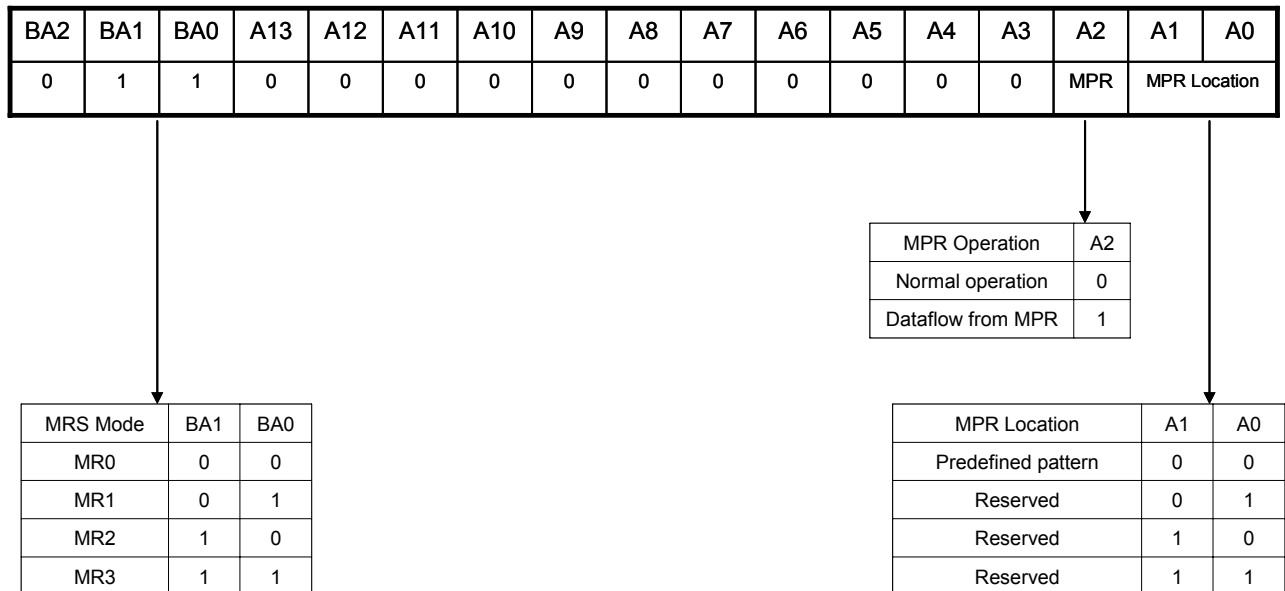 BA2 BA1 BA0 A13 A12 A11 A10 A9 A8 A7 A6 A5 A4 A3 A2 A1 A0
0 1 1 0 0 0 0 0 0 0 0 0 0 0 MPR MPR Location
MPR Operation A2
Normal operation 0
Dataflow from MPR 1
MRS Mode BA1 BA0
MR0 0 0
MR1 0 1
MR2 1 0
MR3 1 1
MPR Location A1 A0
Predefined pattern 0 0
Reserved 0 1
Reserved 1 0
Reserved 1 1